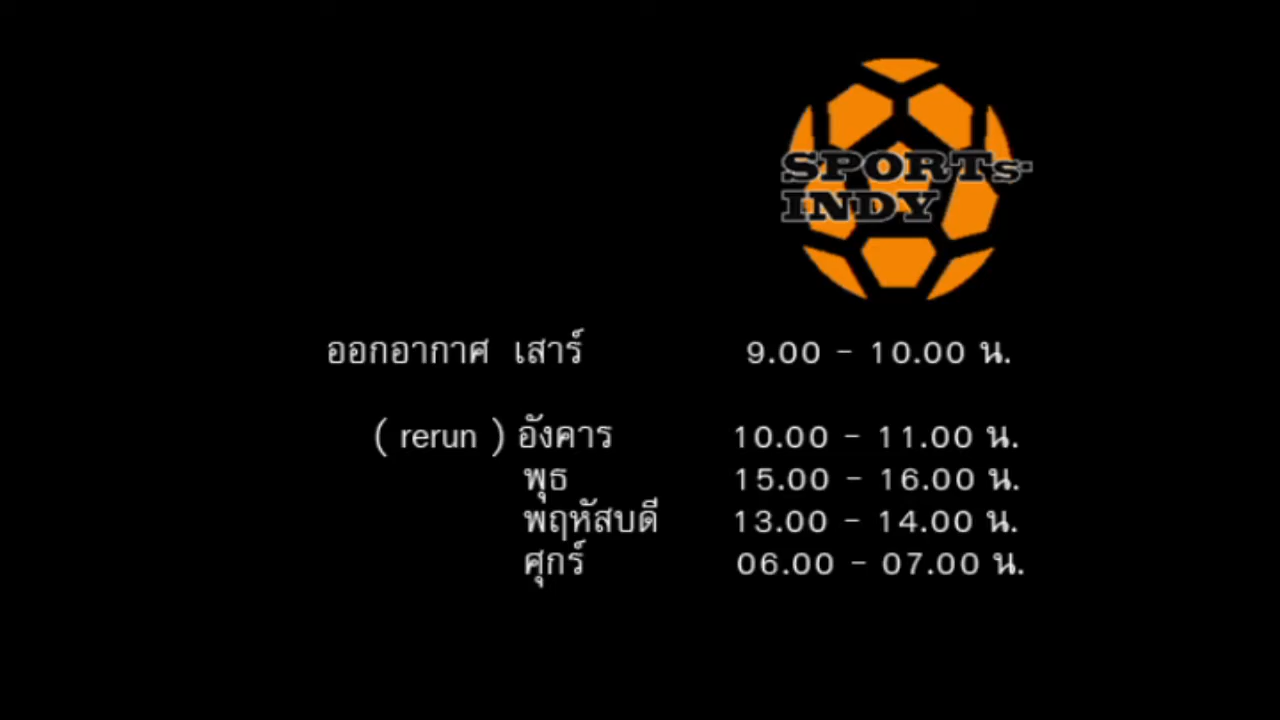 SPORTs-
INDY
ออกอากาศ เสาร์ 9.00 - 10.00 น.
( rerun ) อังคาร 10.00 - 11.00 น.
พุธ 15.00 - 16.00 น.
พฤหัสบดี 13.00 - 14.00 น.
ศุกร์ 06.00 - 07.00 น.